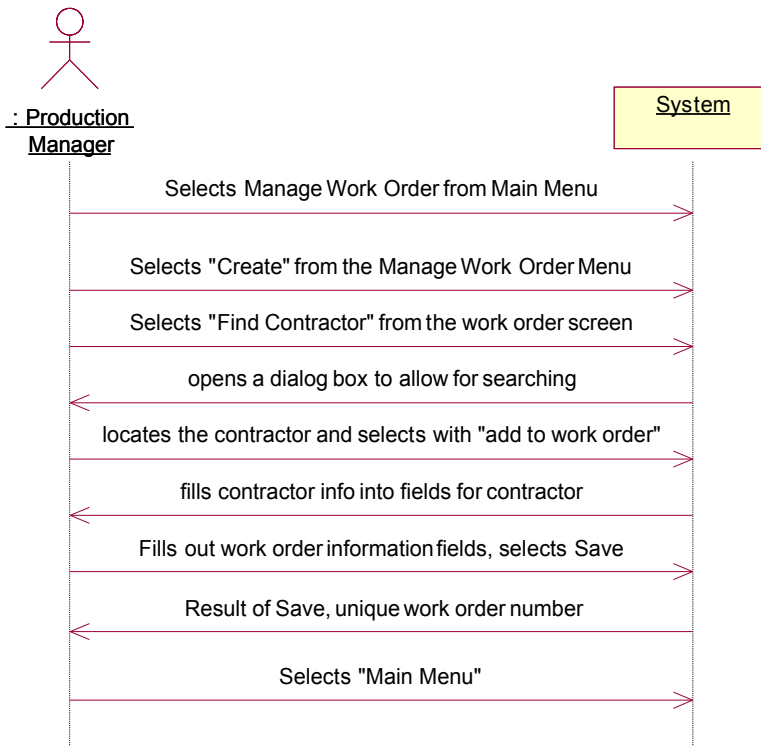 : Production
Manager
System
Selects Manage Work Order from Main Menu
Selects "Create" from the Manage Work Order Menu
Selects "Find Contractor" from the work order screen
opens a dialog box to allow for searching
locates the contractor and selects with "add to work order"
fills contractor info into fields for contractor
Fills out work order information fields, selects Save
Result of Save, unique work order number
Selects "Main Menu"